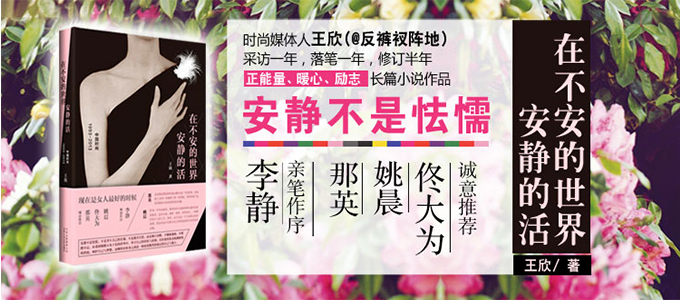 时尚媒体人王欣(@反裤衩阵地)
采访一年，落笔一年，修订半年
正能量、暖心、励志 长篇小说作品
安静不是怯懦
李静
亲笔作序
那英
姚晨
佟大为
诚意推荐
在不安的世界
安静的活
王欣/ 著
在不安的世界
安静的活
现在是女人最好的时候